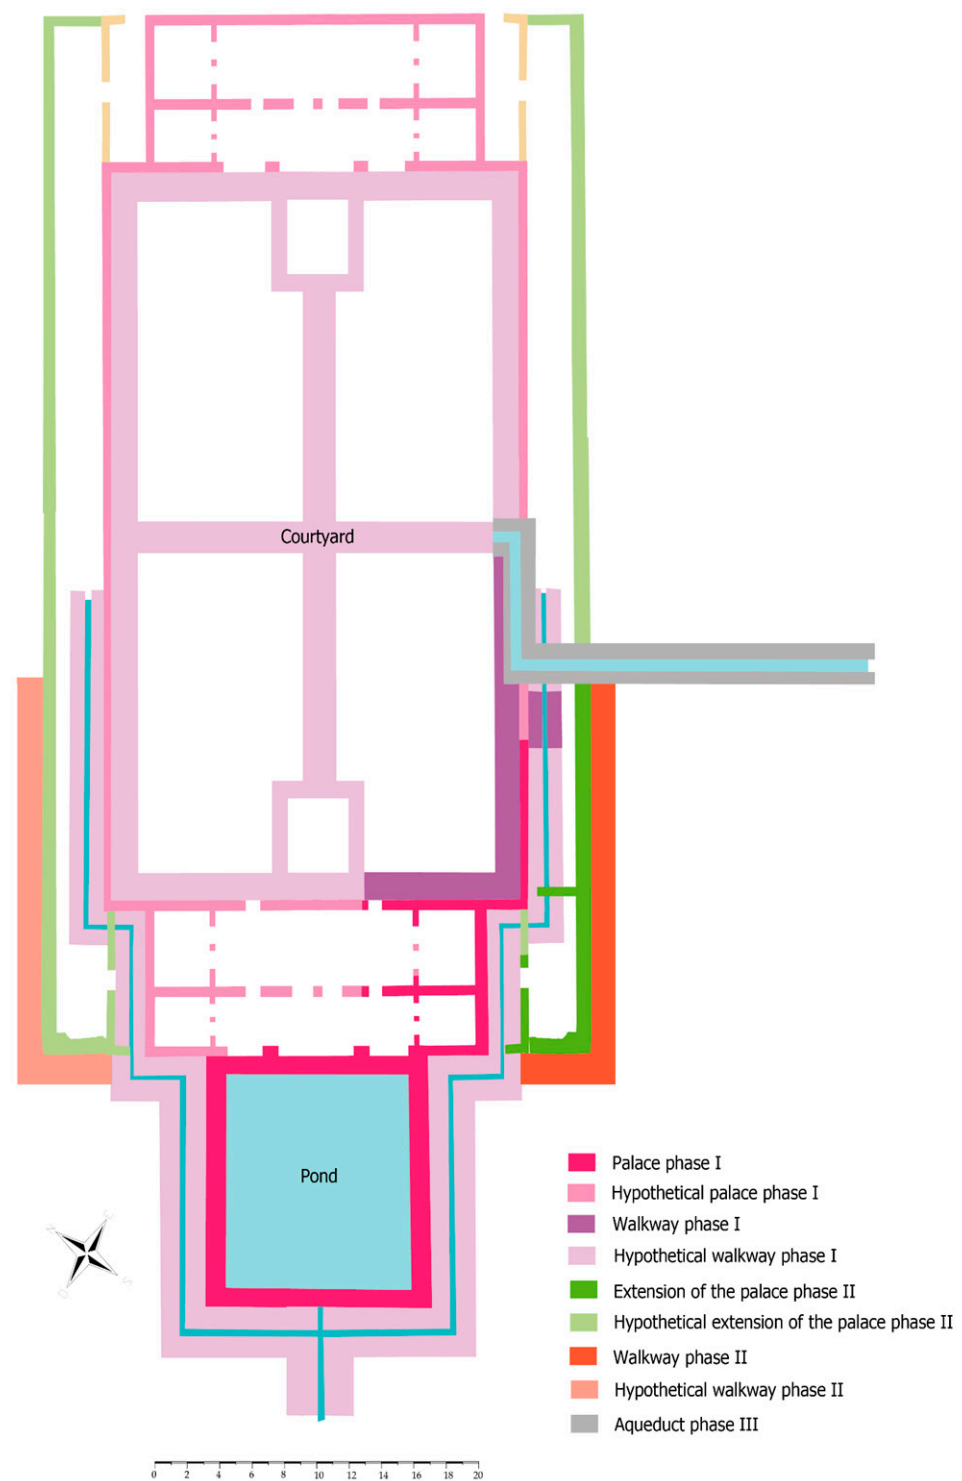 Courtyard
Pond
Palace phase I
Hypothetical palace phase I
Walkway phase I
Hypothetical walkway phase I
Extension of the palace phase II
Hypothetical extension of the palace phase II
Walkway phase II
Hypothetical walkway phase II
Aqueduct phase III
0 2 4 6 8 10 12 14 16 18 20